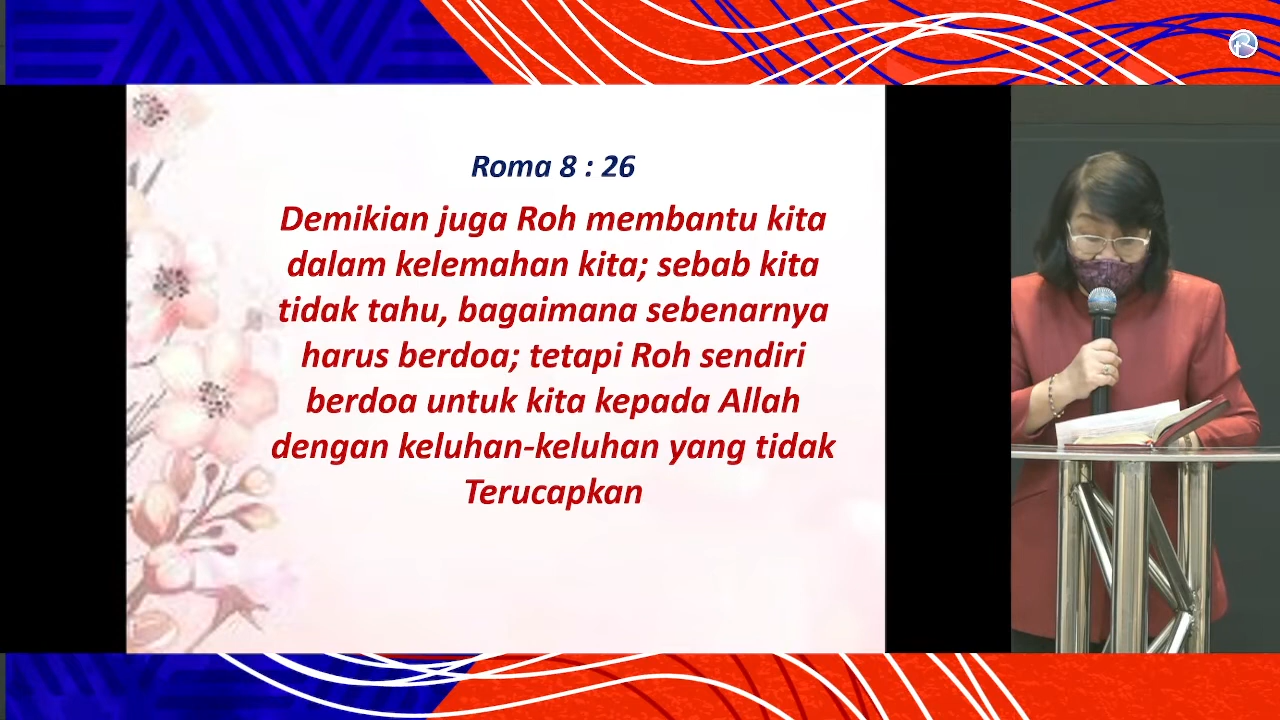 Roma 8 : 26
Demikian juga Roh membantu kita
dalam kelemahan kita; sebab kita
tidak tahu, bagaimana sebenarnya
harus berdoa; tetapi Roh sendiri
berdoa untuk kita kepada Allah
dengan keluhan-keluhan yang tidak
Terucapkan